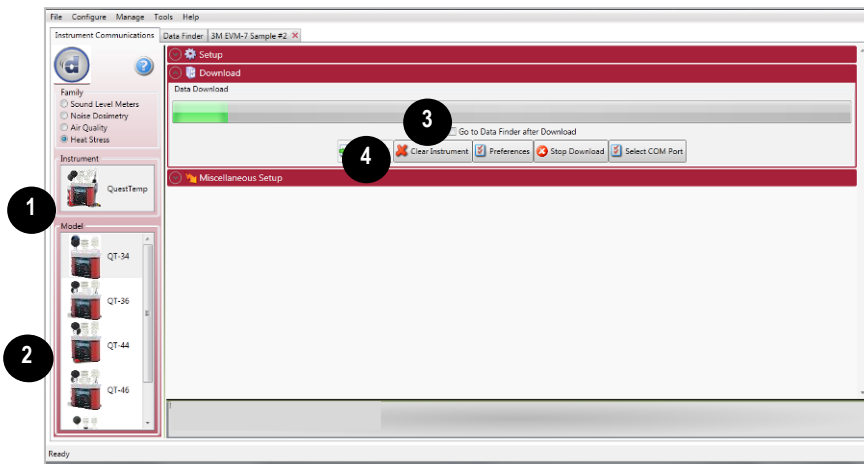 File Configure Manage Tools Help
Instrument Communications Data Finder 3M EVM-7 Sample #2
Setup
Download
Family
Data Download
Sound Level Meters
Noise Dosimetry
Air Quality
Heat Stress
3
Go to Data Finder after Download
4
Clear Instrument Preferences Stop Download Select COM Port
Instrument
Miscellaneous Setup
QuestTemp
1
Model
QT-34
QT-36
QT-44
2
QT-46
Ready